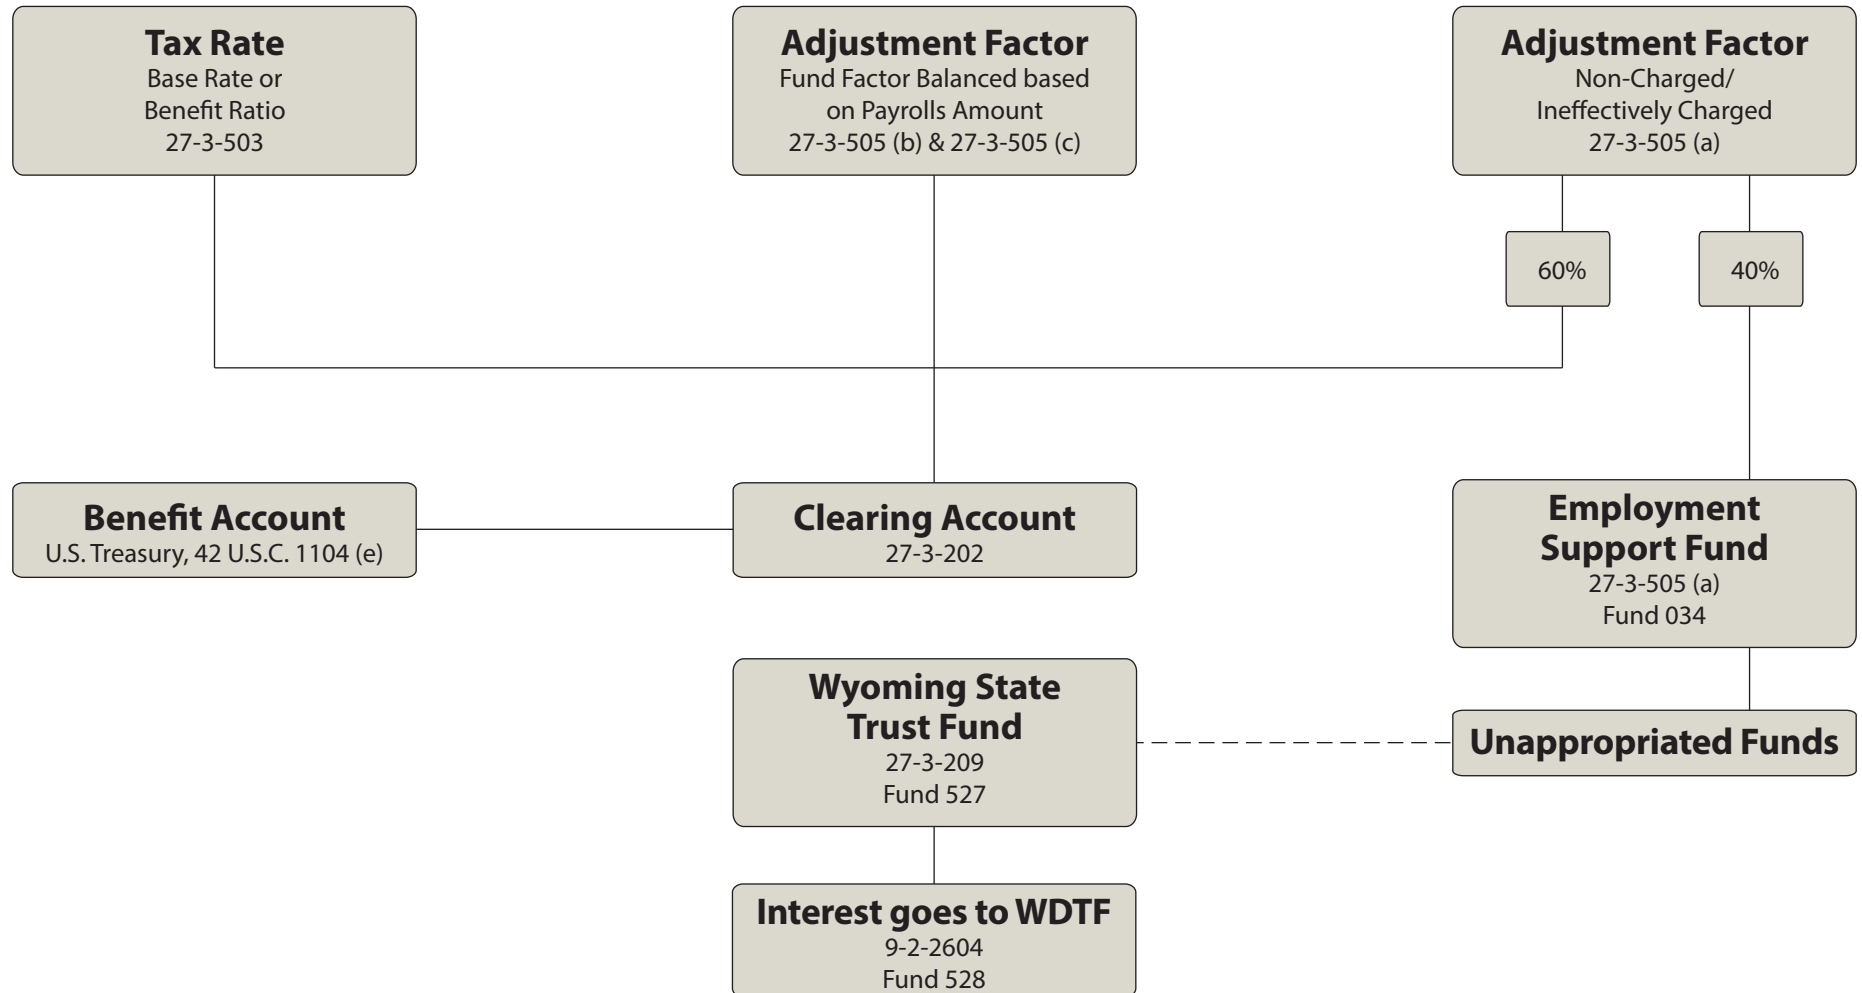 Tax Rate
Base Rate or
Benefit Ratio
27-3-503
Adjustment Factor
Fund Factor Balanced based
on Payrolls Amount
27-3-505 (b) & 27-3-505 (c)
Adjustment Factor
Non-Charged/
Ineffectively Charged
27-3-505 (a)
60%
40%
Benefit Account
U.S. Treasury, 42 U.S.C. 1104 (e)
Clearing Account
27-3-202
Employment
Support Fund
27-3-505 (a)
Fund 034
Wyoming State
Trust Fund
27-3-209
Fund 527
Unappropriated Funds
Interest goes to WDTF
9-2-2604
Fund 528